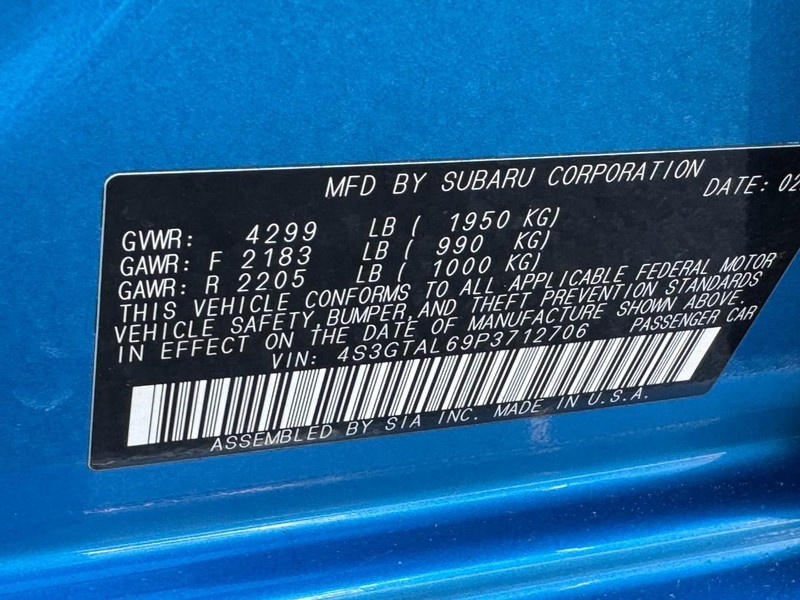 MFD BY SUBARU CORPORATION DATE: 02
GVWR: 4299 LB ( 1950 KG)
GAWR: F 2183 LB ( 990 KG)
GAWR: R 2205 LB ( 1000 KG)
THIS VEHICLE CONFORMS TO ALL APPLICABLE FEDERAL MOTOR
VEHICLE SAFETY,BUMPER,AND THEFT PREVENTION STANDARDS
IN EFFECT ON THE DATE OF MANUFACTURE SHOWN ABOVE.
VIN: 4S3GTAL69P3712706 PASSENGER CAR
ASSEMBLED BY SIA INC. MADE IN U.S.A.